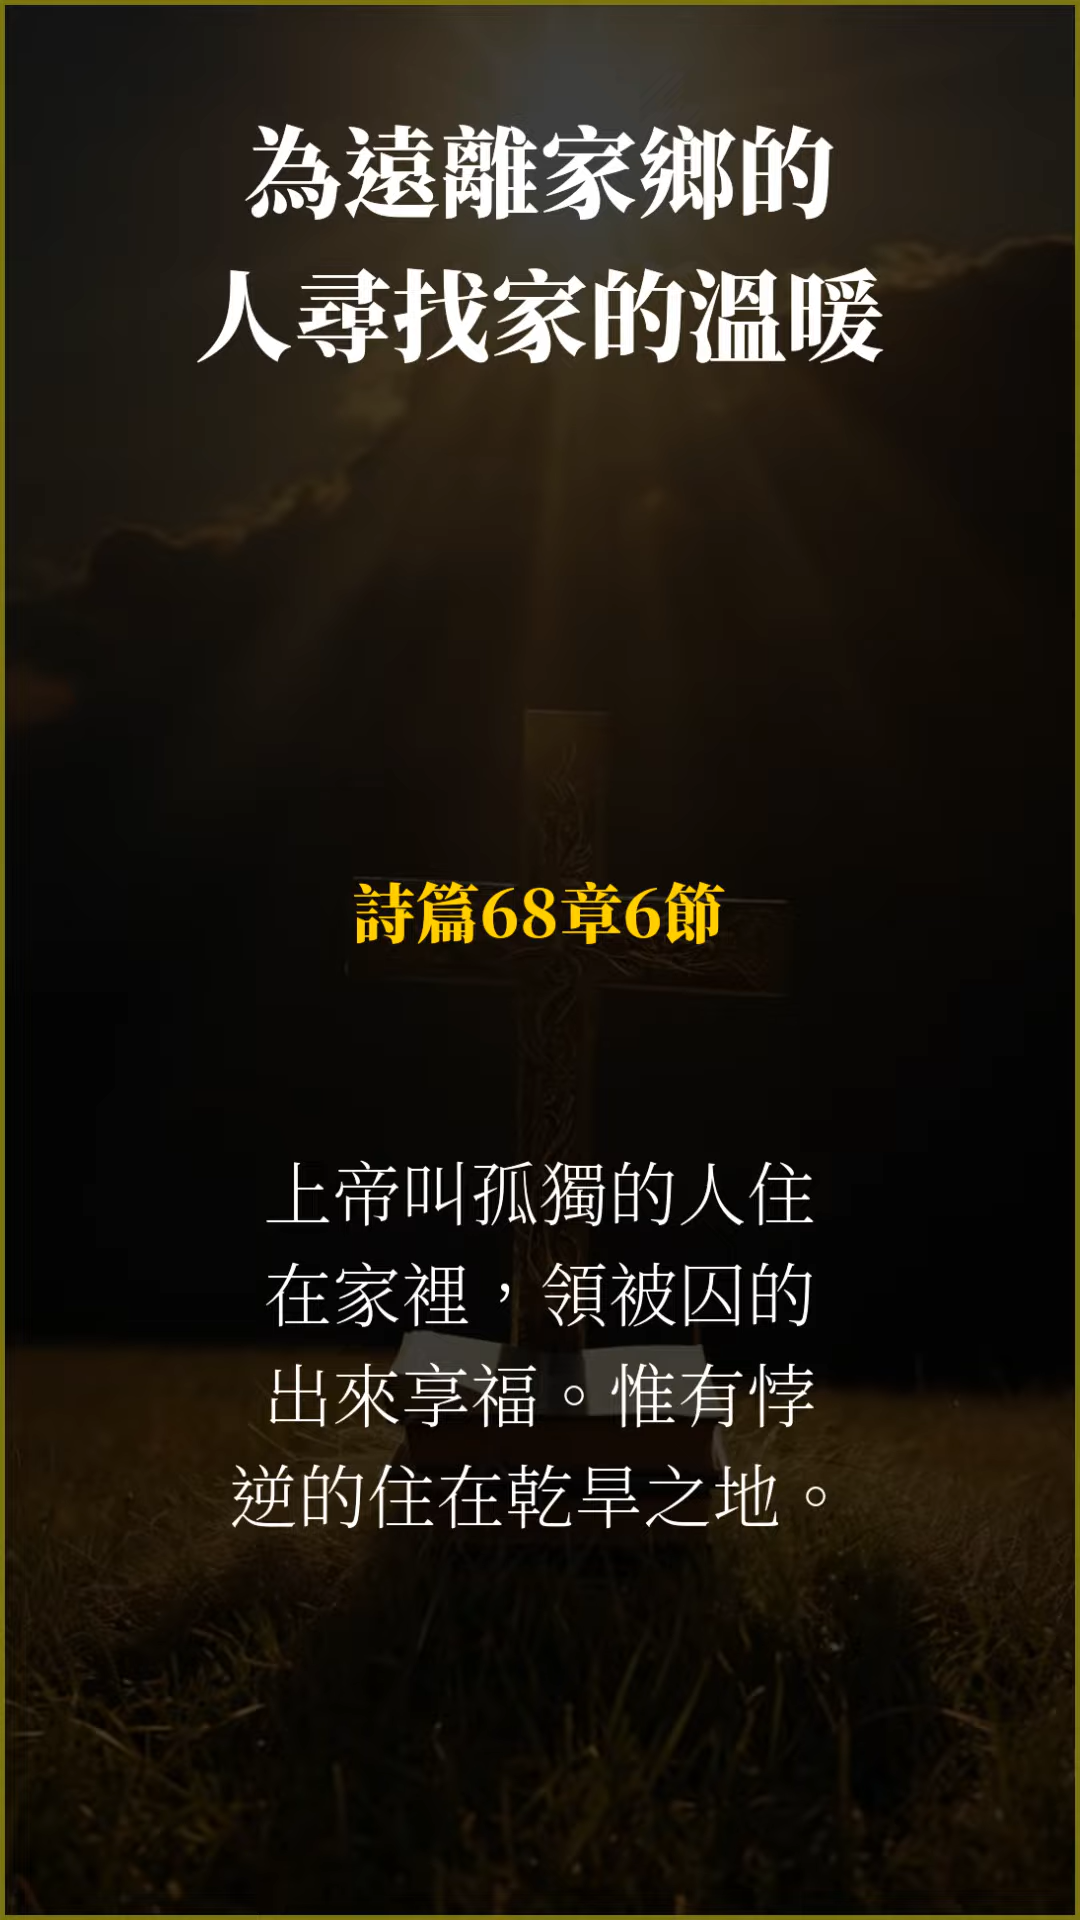 為遠離家鄉的
人尋找家的溫暖
詩篇68章6節
上帝叫孤獨的人住
在家裡，領被囚的
出來享福。惟有悖
逆的住在乾旱之地。